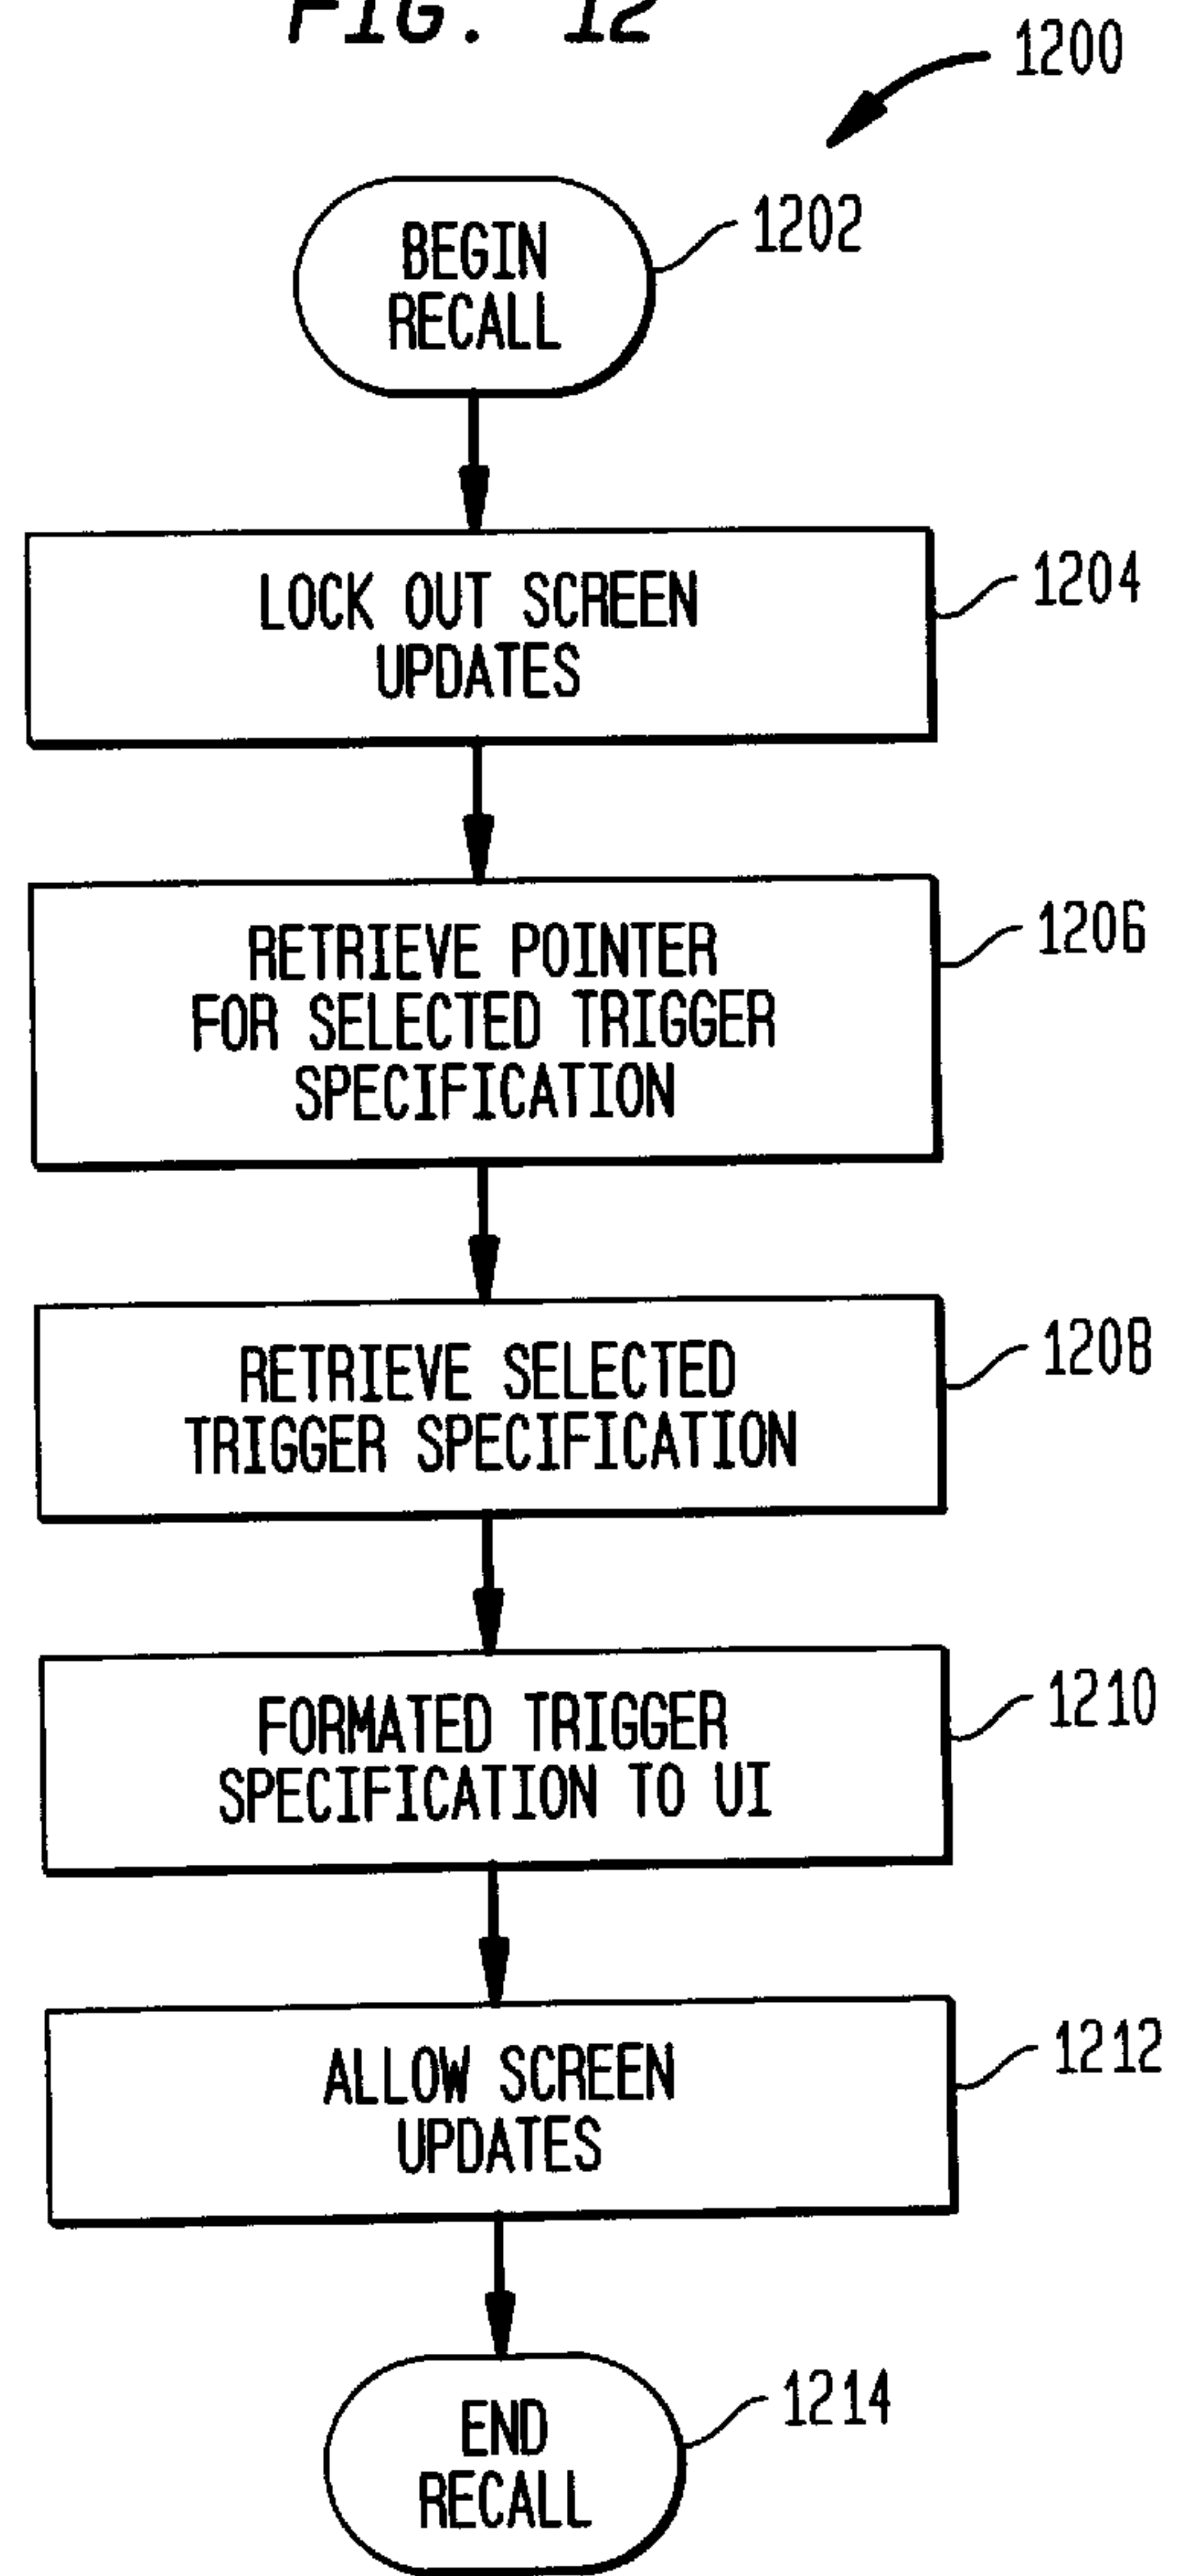 FIG. 12
1200
BEGIN
RECALL
1202
LOCK OUT SCREEN
UPDATES
1204
RETRIEVE POINTER
FOR SELECTED TRIGGER
SPECIFICATION
1206
RETRIEVE SELECTED
TRIGGER SPECIFICATION
1208
FORMATED TRIGGER
SPECIFICATION TO UI
1210
ALLOW SCREEN
UPDATES
1212
END
RECALL
1214